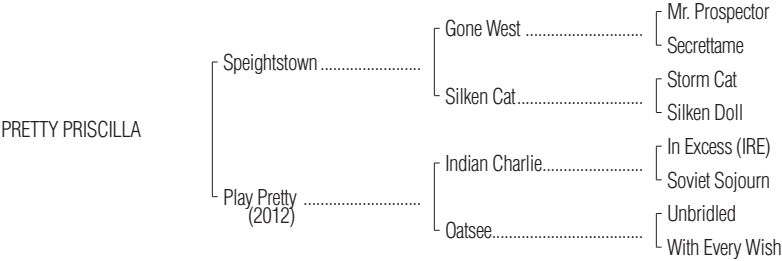 Mr. Prospector
Gone West ............................
Secrettame
Speightstown ........................
Storm Cat
Silken Cat..............................
Silken Doll
PRETTY PRISCILLA
In Excess (IRE)
Indian Charlie........................
Soviet Sojourn
Play Pretty ............................
(2012)
Unbridled
Oatsee....................................
With Every Wish